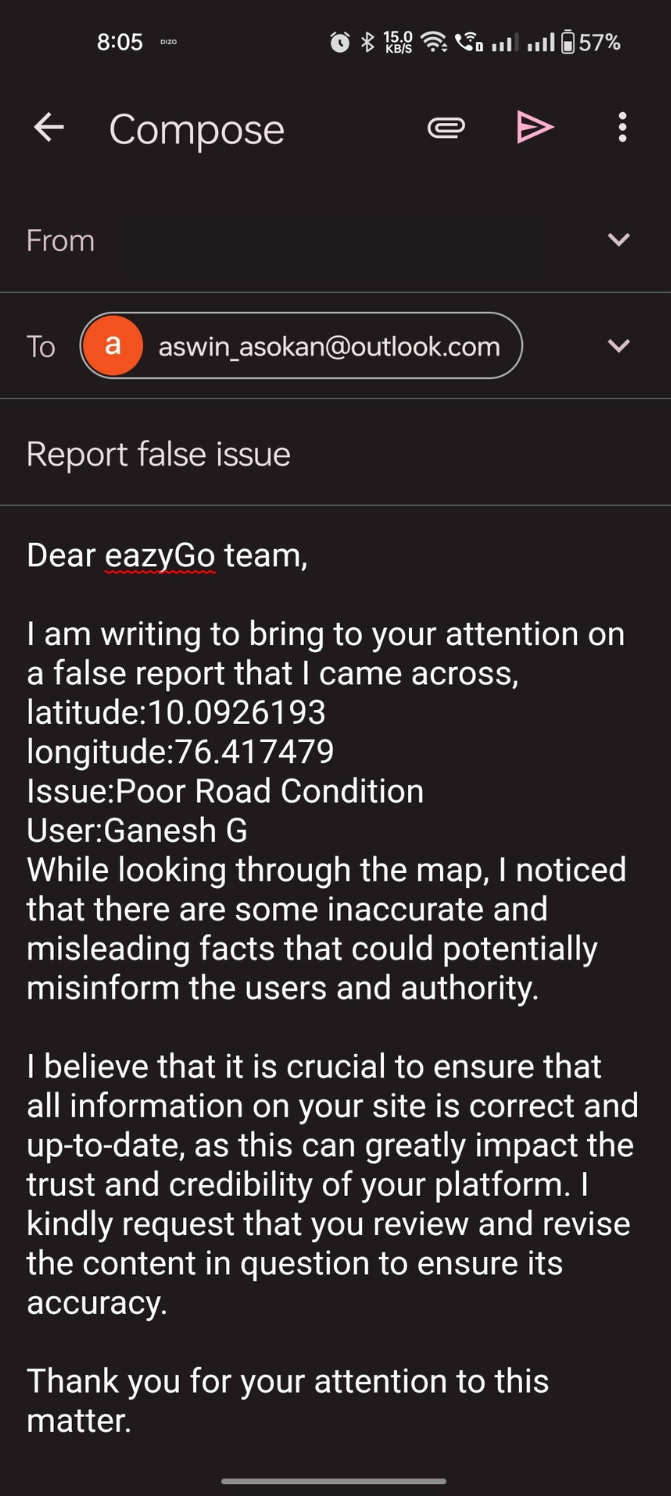 8:05 DIZO 15.0 KB/S 57%
Compose
From
To a aswin_asokan@outlook.com
Report false issue
Dear eazyGo team,
I am writing to bring to your attention on
a false report that I came across,
latitude:10.0926193
longitude:76.417479
Issue:Poor Road Condition
User:Ganesh G
While looking through the map, I noticed
that there are some inaccurate and
misleading facts that could potentially
misinform the users and authority.
I believe that it is crucial to ensure that
all information on your site is correct and
up-to-date, as this can greatly impact the
trust and credibility of your platform. I
kindly request that you review and revise
the content in question to ensure its
accuracy.
Thank you for your attention to this
matter.